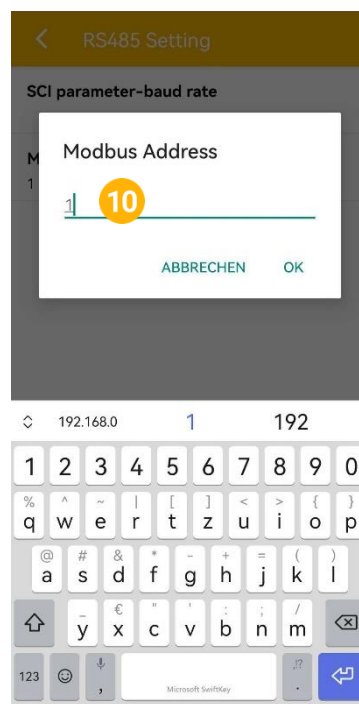 RS485 Setting
SCI parameter-baud rate
M
1
Modbus Address
1
10
ABBRECHEN OK
192.168.0 1 192
1 2 3 4 5 6 7 8 9 0
% ^ ~ | [ ] < > { }
q w e r t z u i o p
@ # & * - + = ( )
a s d f g h j k l
_ € " ' : ; /
y x c v b n m
123 , Microsoft SwiftKey ,!? .